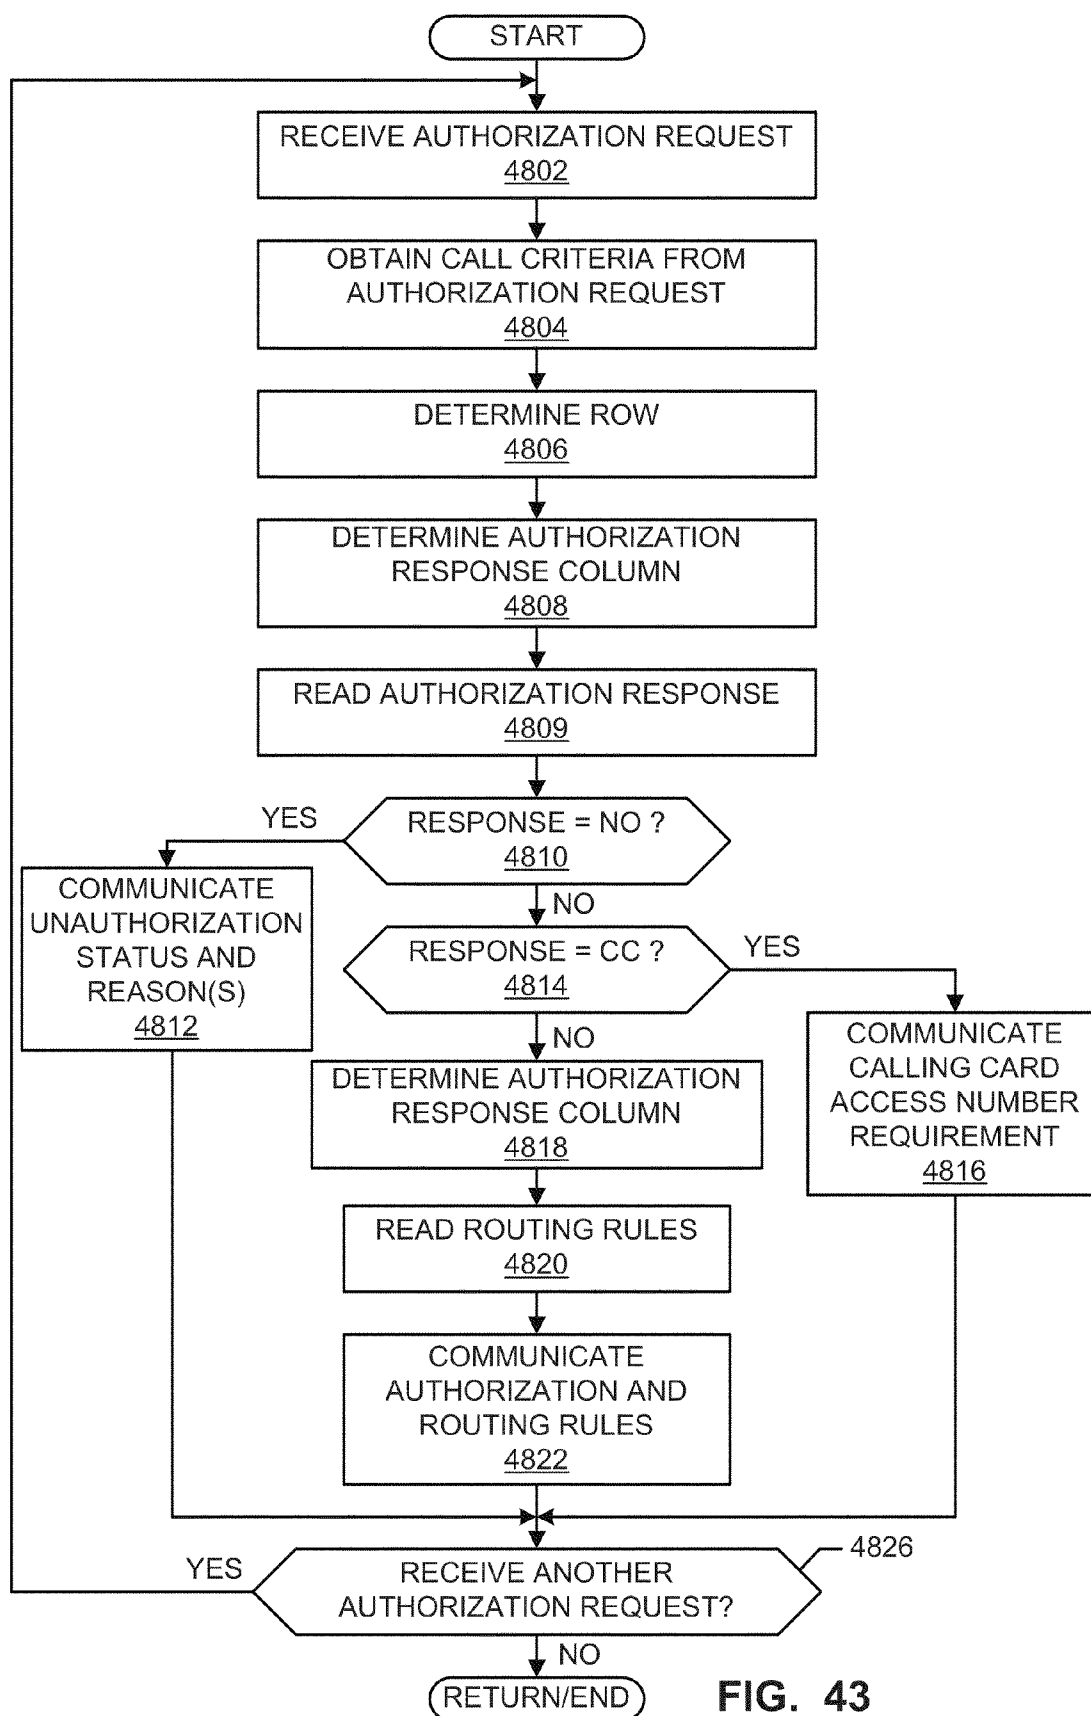 START
RECEIVE AUTHORIZATION REQUEST
4802
OBTAIN CALL CRITERIA FROM
AUTHORIZATION REQUEST
4804
DETERMINE ROW
4806
DETERMINE AUTHORIZATION
RESPONSE COLUMN
4808
READ AUTHORIZATION RESPONSE
4809
YES
RESPONSE = NO ?
4810
NO
COMMUNICATE
UNAUTHORIZATION
STATUS AND
REASON(S)
4812
RESPONSE = CC ?
4814
YES
NO
COMMUNICATE
CALLING CARD
ACCESS NUMBER
REQUIREMENT
4816
DETERMINE AUTHORIZATION
RESPONSE COLUMN
4818
READ ROUTING RULES
4820
COMMUNICATE
AUTHORIZATION AND
ROUTING RULES
4822
4826
YES
RECEIVE ANOTHER
AUTHORIZATION REQUEST?
NO
RETURN/END
FIG. 43